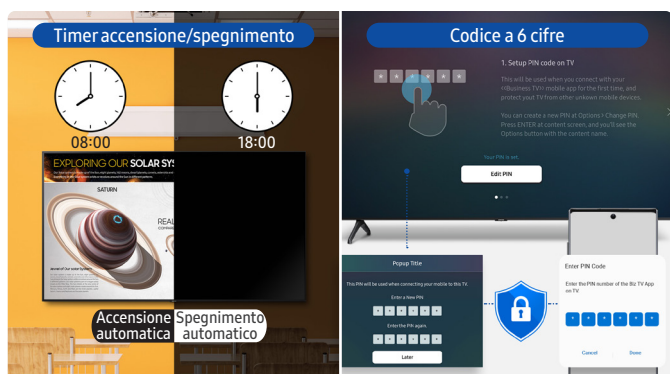 Timer accensione/spegnimento
08:00
18:00
EXPLORING OUR SOLAR SYS
SATURN
REAL
Accensione
automatica
Spegnimento
automatico
Codice a 6 cifre
1. Setup PIN code on TV
This will be used when you connect with your
<<Business TV>> mobile app for the first time, and
protect your TV from other unkown mobile devices.
You can create a new PIN at Options> Change PIN
Press ENTER at content screen, and you'll see the
Options button with the content name.
Your PIN is set.
Edit PIN
Popup Title
This PIN will be used when connecting your mobile to this TV.
Enter a New PIN
Enter the PIN again.
Later
Enter PIN Code
Enter the PIN number of the Biz TV App
on TV
Cancel
Done